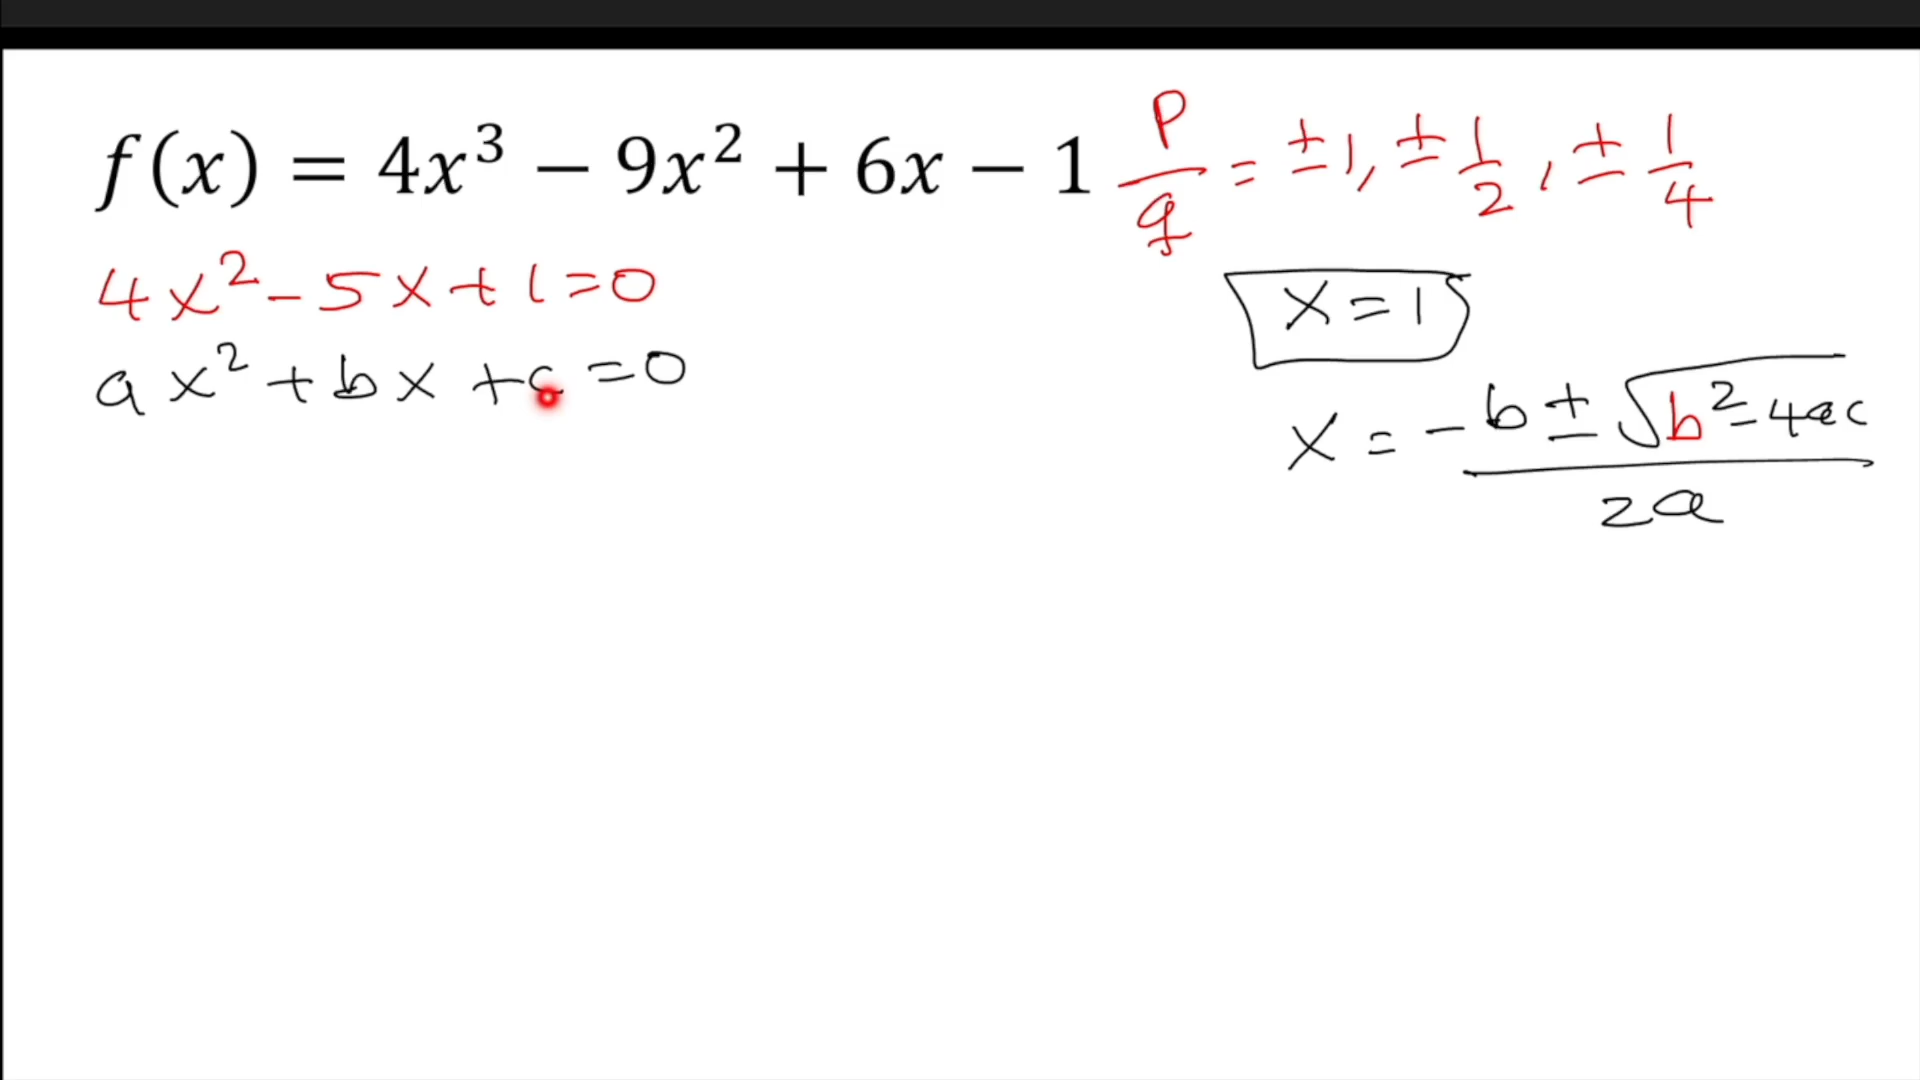 f(x) = 4x³ − 9x² + 6x − 1
p/q = ±1, ±1/2, ±1/4
4x² - 5x + 1 = 0
x = 1
ax² + bx + c = 0
x = -b ± √(b² - 4ac) / 2a